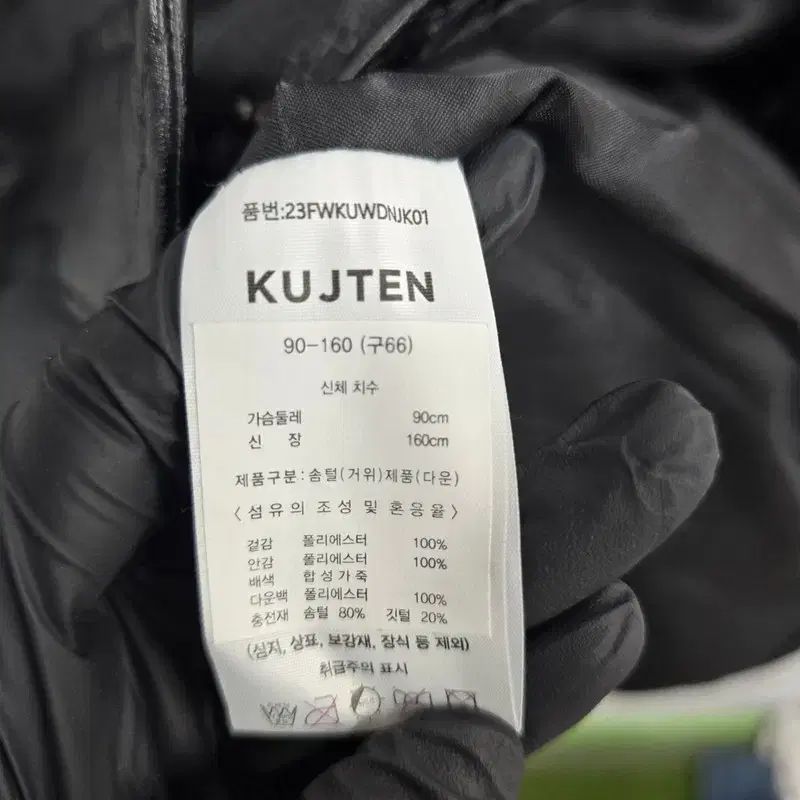 품번:23FWKUWDNJK01
KUJTEN
90-160 (구66)
신체 치수
가슴둘레 90cm
신 장 160cm
제품구분: 솜털(거위)제품(다운)
< 섬유의 조성 및 혼응율 >
겉감 폴리에스터 100%
안감 폴리에스터 100%
배색 합성가죽
다운백 폴리에스터 100%
충전재 솜털 80% 깃털 20%
(심지, 상표, 보강재, 장식 등 제외)
취급주의 표시